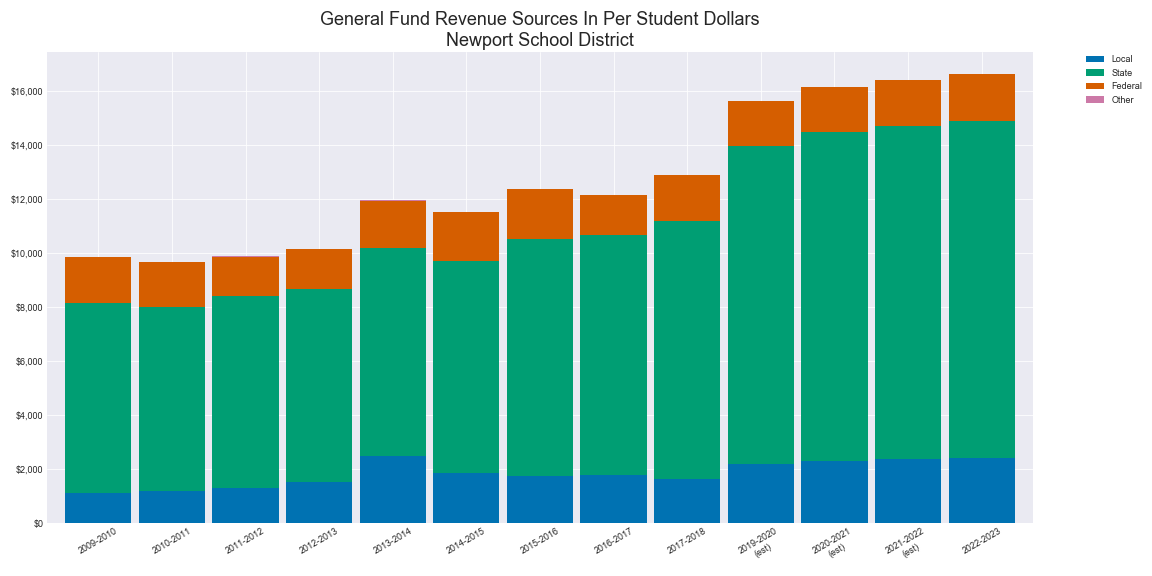 General Fund Revenue Sources In Per Student Dollars
Newport School District
Local
State
Federal
Other
$16,000
$14,000
$12,000
$10,000
$8,000
$6,000
$4,000
$2,000
$0
2009-2010
2010-2011
2011-2012
2012-2013
2013-2014
2014-2015
2015-2016
2016-2017
2017-2018
2019-2020
(est)
2020-2021
(est)
2021-2022
(est)
2022-2023